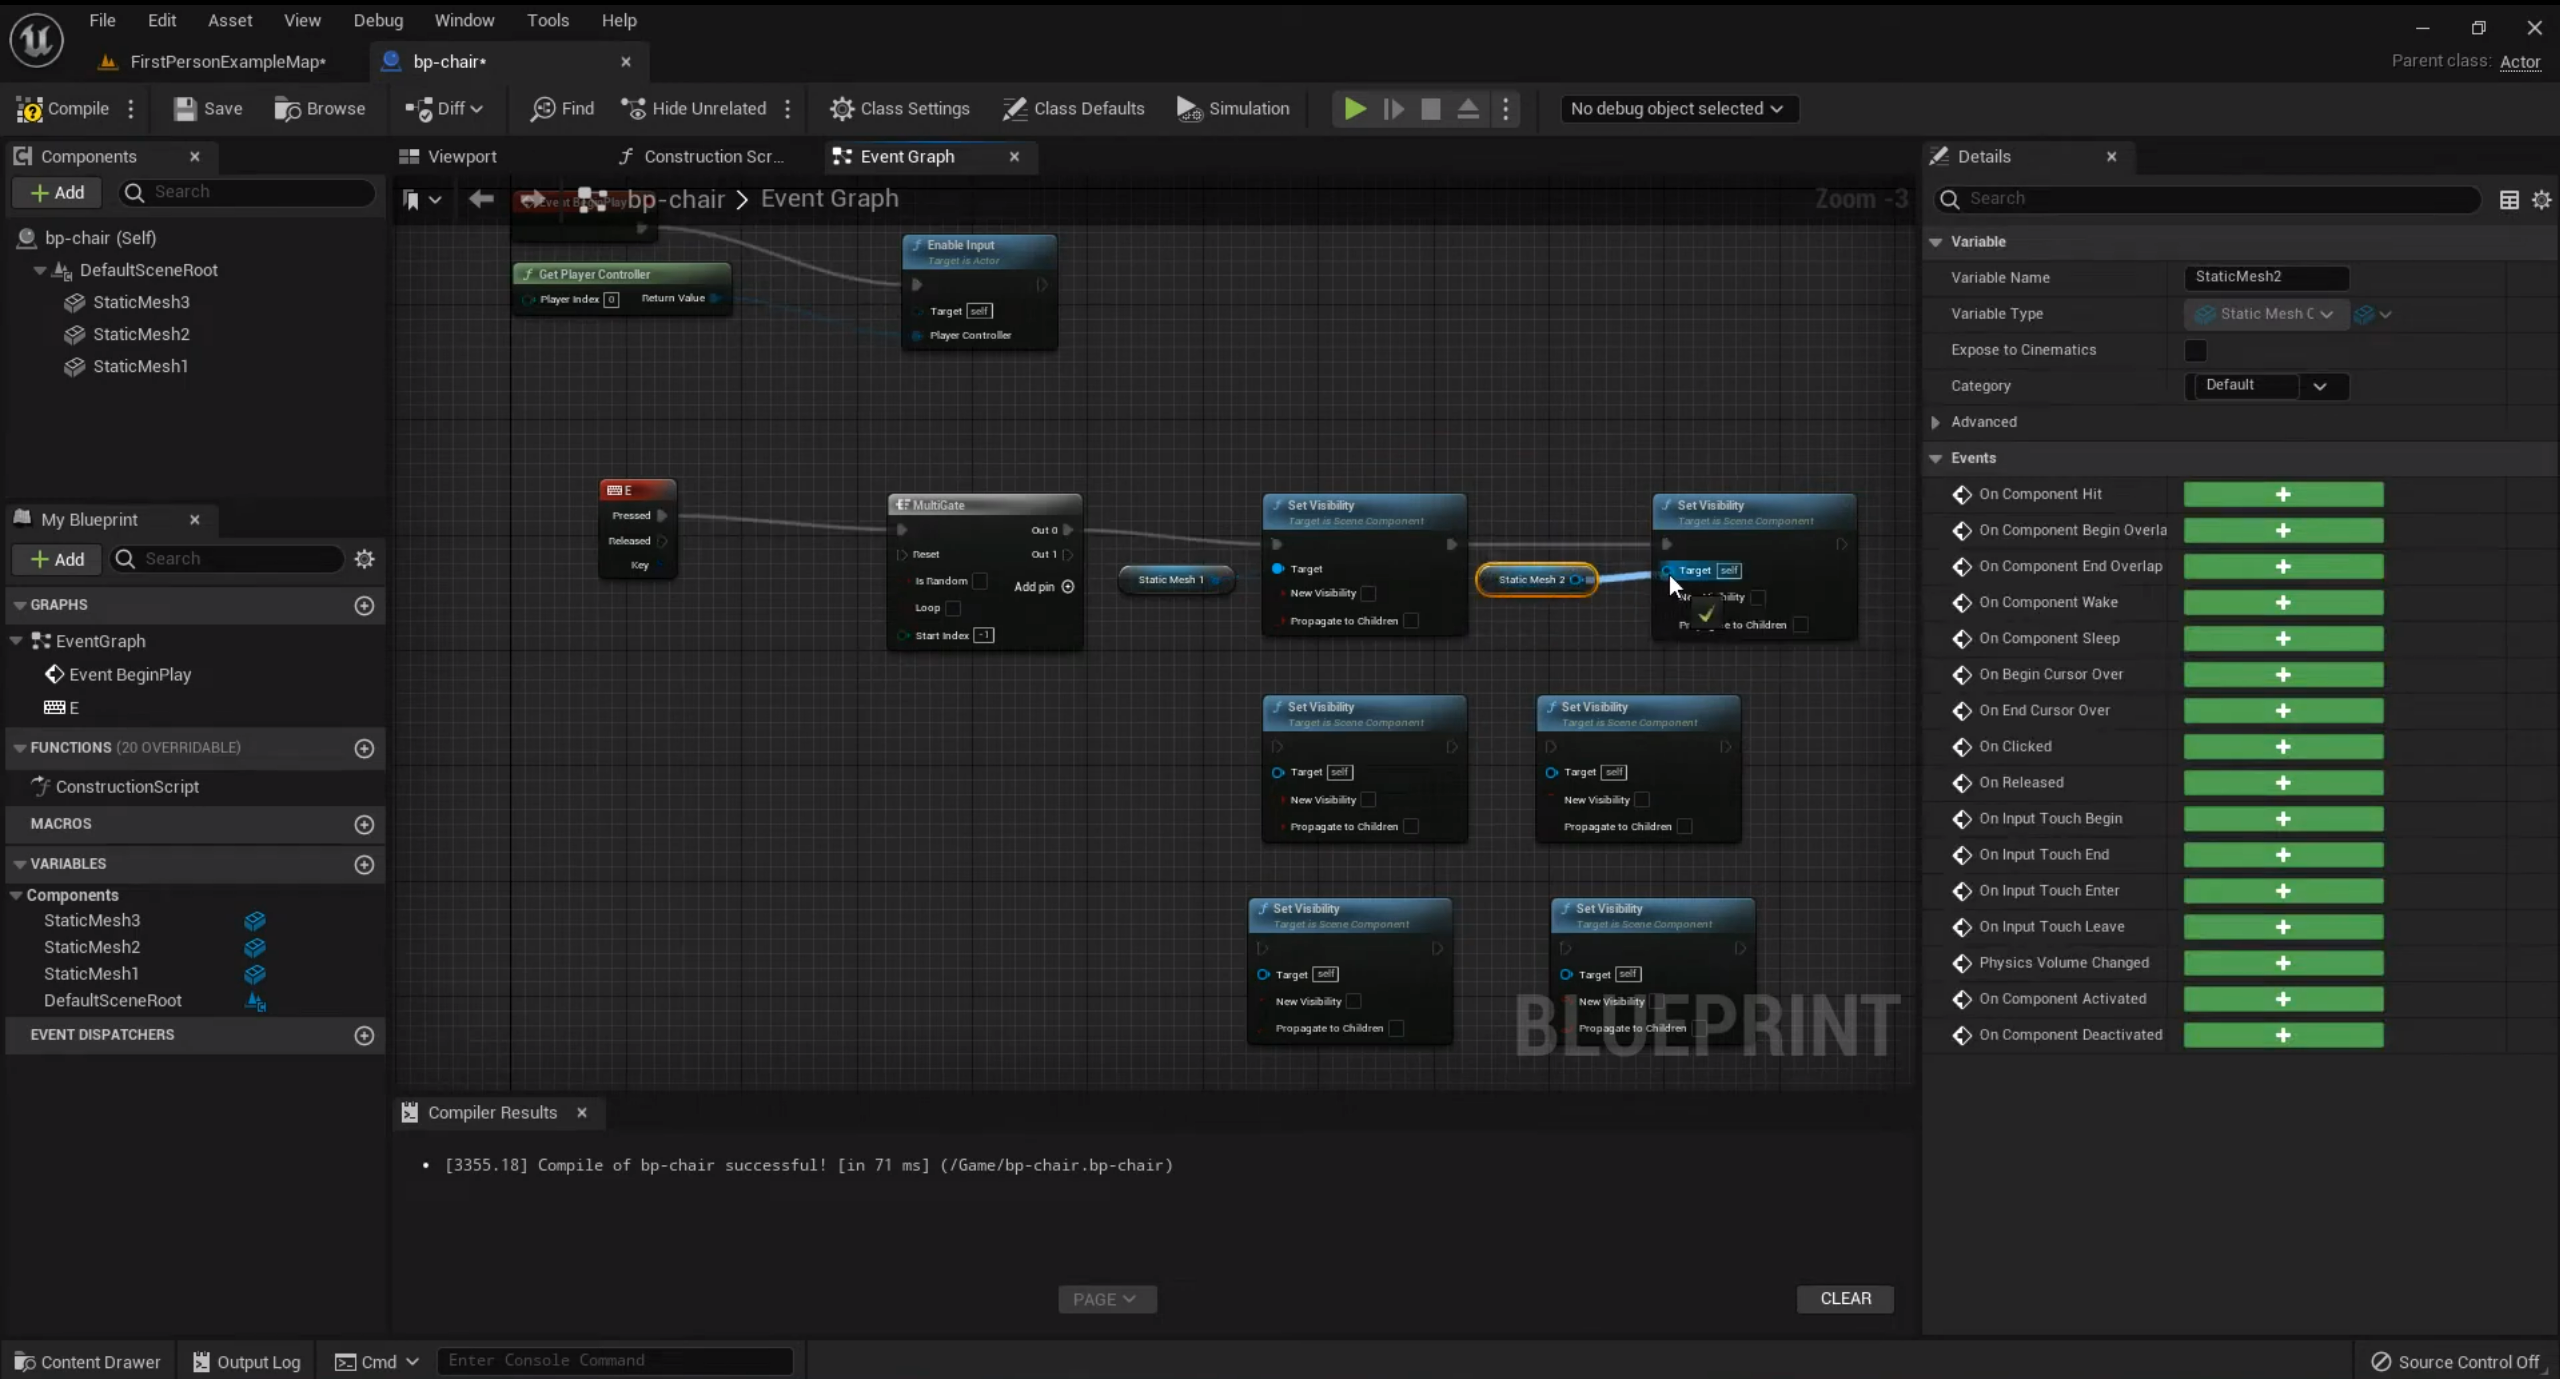 File Edit Asset View Debug Window Tools Help
FirstPersonExampleMap* bp-chair* Parent class: Actor
Compile Save Browse Diff Find Hide Unrelated Class Settings Class Defaults Simulation No debug object selected
Components Viewport Construction Scr... Event Graph Details
Add Search bp-chair > Event Graph Zoom -3 Search
bp-chair (Self)
DefaultSceneRoot
StaticMesh3
StaticMesh2
StaticMesh1
My Blueprint
Add Search
GRAPHS
EventGraph
Event BeginPlay
E
FUNCTIONS (20 OVERRIDABLE)
ConstructionScript
MACROS
VARIABLES
Components
StaticMesh3
StaticMesh2
StaticMesh1
DefaultSceneRoot
EVENT DISPATCHERS
Event BeginPlay
Get Player Controller
Player Index 0 Return Value
Enable Input
Target is Actor
Target self
Player Controller
E
Pressed
Released
Key
MultiGate
Out 0
Reset Out 1
Is Random Add pin
Loop
Start Index -1
Static Mesh 1
Set Visibility
Target is Scene Component
Target
New Visibility
Propagate to Children
Static Mesh 2
Set Visibility
Target is Scene Component
Target self
Set Visibility
Target is Scene Component
Target self
New Visibility
Propagate to Children
Set Visibility
Target is Scene Component
Target self
New Visibility
Propagate to Children
Set Visibility
Target is Scene Component
Target self
New Visibility
Propagate to Children
Set Visibility
Target is Scene Component
Target self
New Visibility
Propagate to Children
BLUEPRINT
Compiler Results
• [3355.18] Compile of bp-chair successful! [in 71 ms] (/Game/bp-chair.bp-chair)
PAGE CLEAR
Variable
Variable Name StaticMesh2
Variable Type Static Mesh C
Expose to Cinematics
Category Default
Advanced
Events
On Component Hit
On Component Begin Overla
On Component End Overlap
On Component Wake
On Component Sleep
On Begin Cursor Over
On End Cursor Over
On Clicked
On Released
On Input Touch Begin
On Input Touch End
On Input Touch Enter
On Input Touch Leave
Physics Volume Changed
On Component Activated
On Component Deactivated
Content Drawer Output Log Cmd Enter Console Command Source Control Off